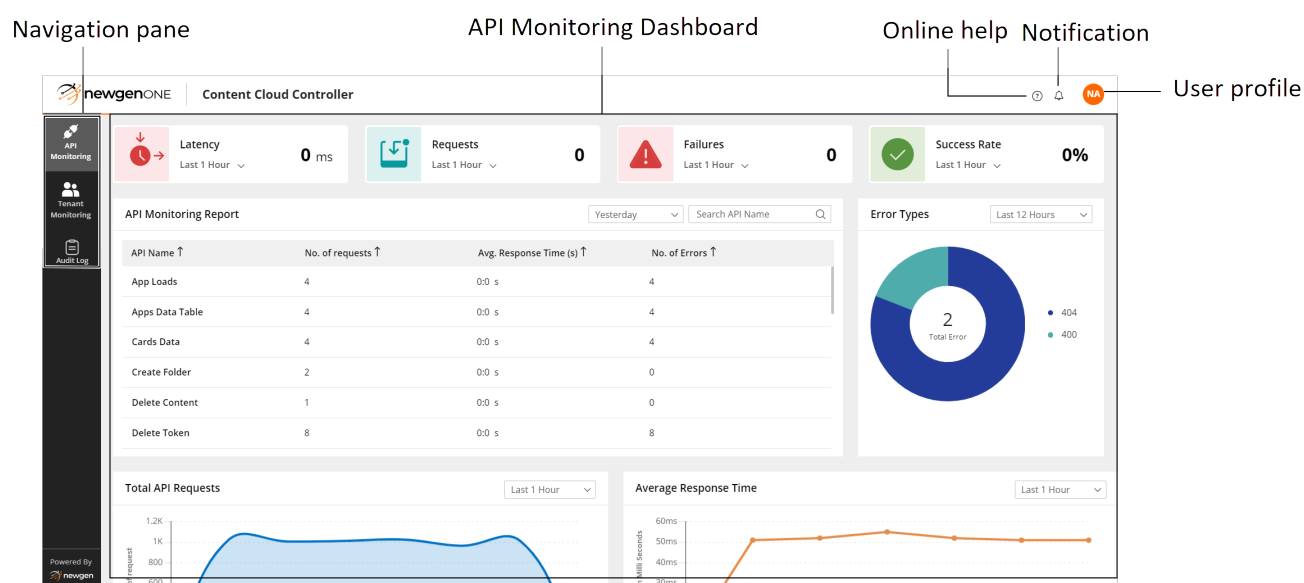 Navigation pane
API Monitoring Dashboard
Online help
Notification
User profile
newgenONE
Content Cloud Controller
NA
API
Monitoring
Tenant
Monitoring
Audit Log
Latency
Last 1 Hour
0 ms
Requests
Last 1 Hour
0
Failures
Last 1 Hour
0
Success Rate
Last 1 Hour
0%
API Monitoring Report
Yesterday
Search API Name
API Name No. of requests Avg. Response Time (s) No. of Errors
App Loads 4 0:0 s 4
Apps Data Table 4 0:0 s 4
Cards Data 4 0:0 s 4
Create Folder 2 0:0 s 0
Delete Content 1 0:0 s 0
Delete Token 8 0:0 s 8
Error Types
Last 12 Hours
2
Total Error
404
400
Total API Requests
Last 1 Hour
1.2K
1K
800
600
of request
Average Response Time
Last 1 Hour
60ms
50ms
40ms
30ms
Milli Seconds
Powered By
newgen